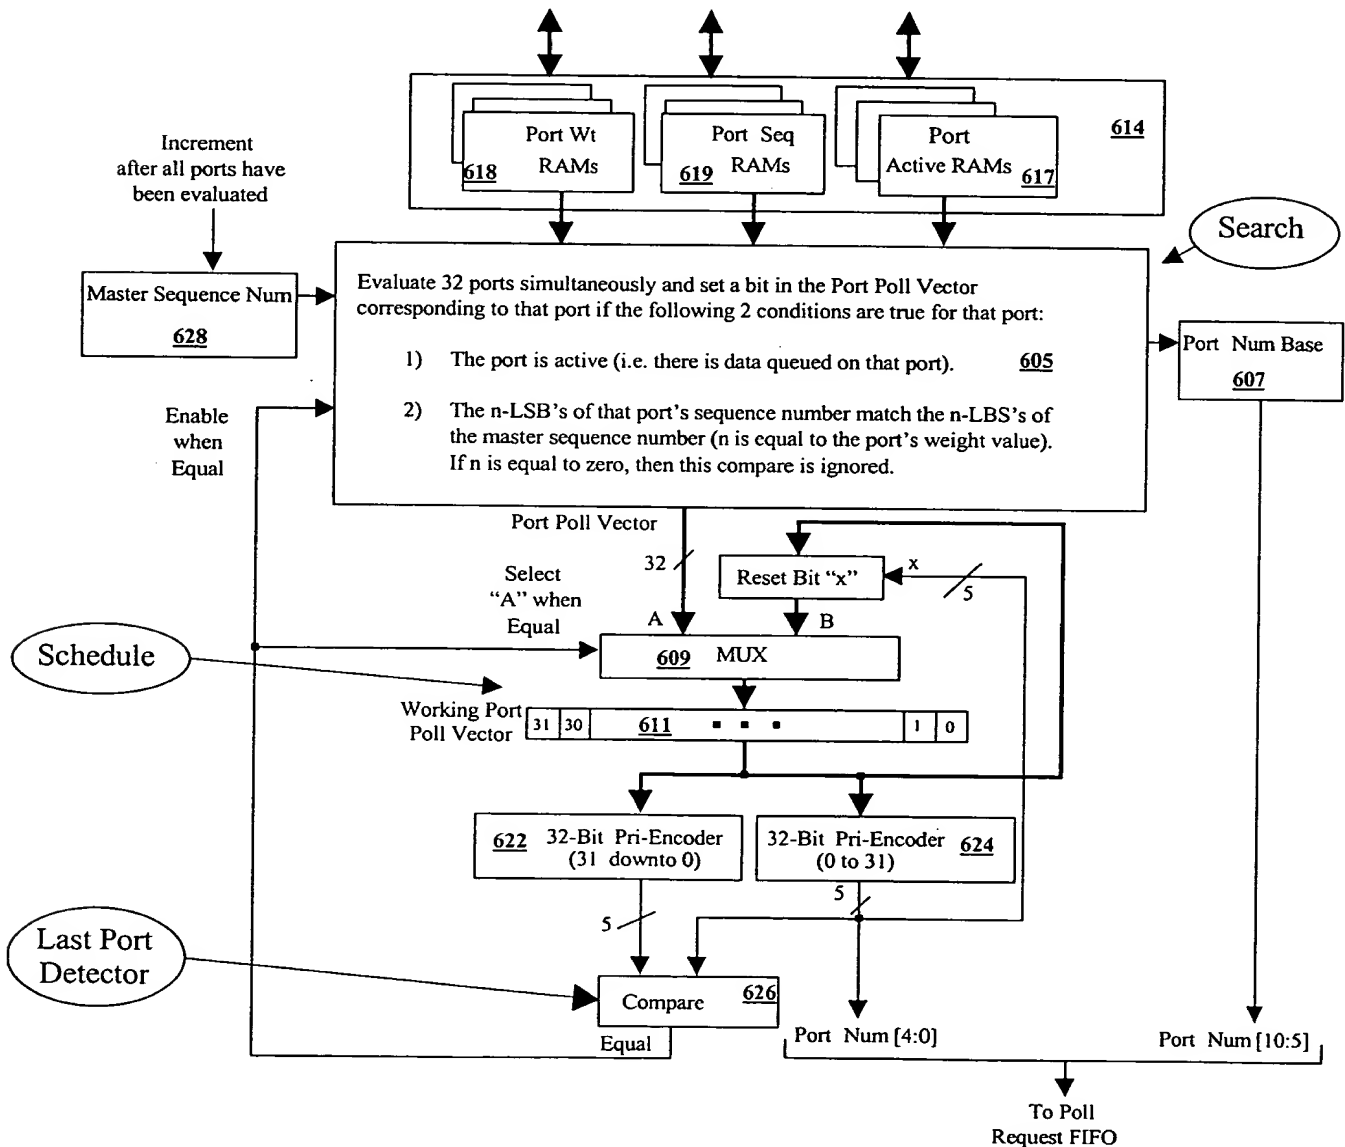 Port Wt
RAMs
618
Port Seq
RAMs
619
Port
Active RAMs
617
614
Increment
after all ports have
been evaluated
Search
Master Sequence Num
628
Evaluate 32 ports simultaneously and set a bit in the Port Poll Vector
corresponding to that port if the following 2 conditions are true for that port:
1) The port is active (i.e. there is data queued on that port). 605
2) The n-LSB's of that port's sequence number match the n-LBS's of
the master sequence number (n is equal to the port's weight value).
If n is equal to zero, then this compare is ignored.
Port Num Base
607
Enable
when
Equal
Port Poll Vector
32
Reset Bit "x"
x
5
Select
"A" when
Equal
A
B
609 MUX
Schedule
Working Port
Poll Vector
31 30 611 1 0
622 32-Bit Pri-Encoder
(31 downto 0)
32-Bit Pri-Encoder 624
(0 to 31)
5
5
Last Port
Detector
Compare 626
Equal
Port Num [4:0]
Port Num [10:5]
To Poll
Request FIFO